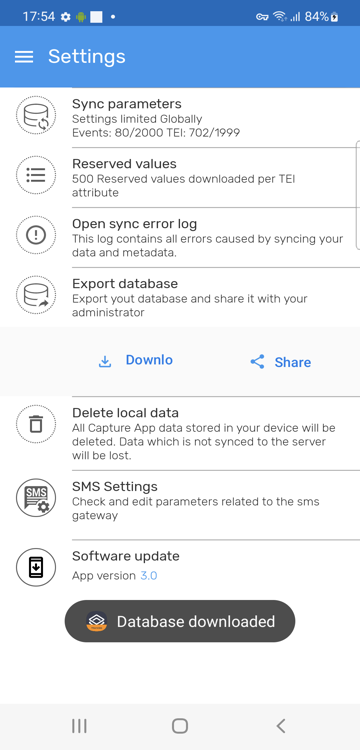 17:54 84%
Settings
Sync parameters
Settings limited Globally
Events: 80/2000 TEI: 702/1999
Reserved values
500 Reserved values downloaded per TEI
attribute
Open sync error log
This log contains all errors caused by syncing your
data and metadata.
Export database
Export yout database and share it with your
administrator
Downlo Share
Delete local data
All Capture App data stored in your device will be
deleted. Data which is not synced to the server
will be lost.
SMS
SMS Settings
Check and edit parameters related to the sms
gateway
Software update
App version 3.0
Database downloaded